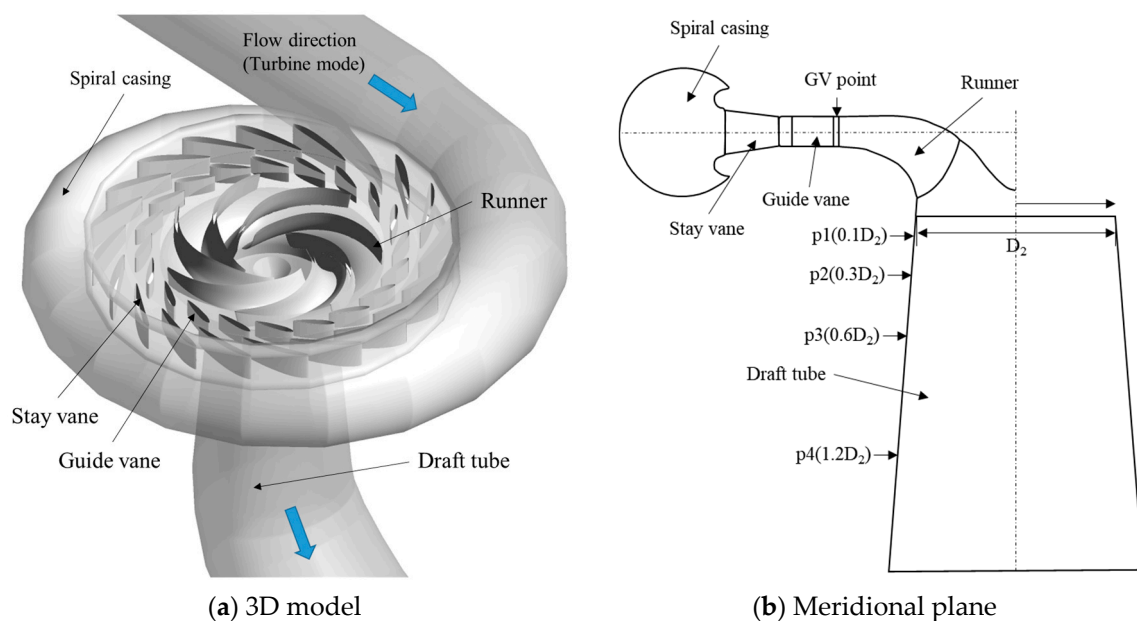 Flow direction
(Turbine mode)
Spiral casing
Runner
Stay vane
Guide vane
Draft tube
(a) 3D model
Spiral casing
GV point
Runner
Guide vane
Stay vane
p1(0.1D₂)
D₂
p2(0.3D₂)
p3(0.6D₂)
Draft tube
p4(1.2D₂)
(b) Meridional plane